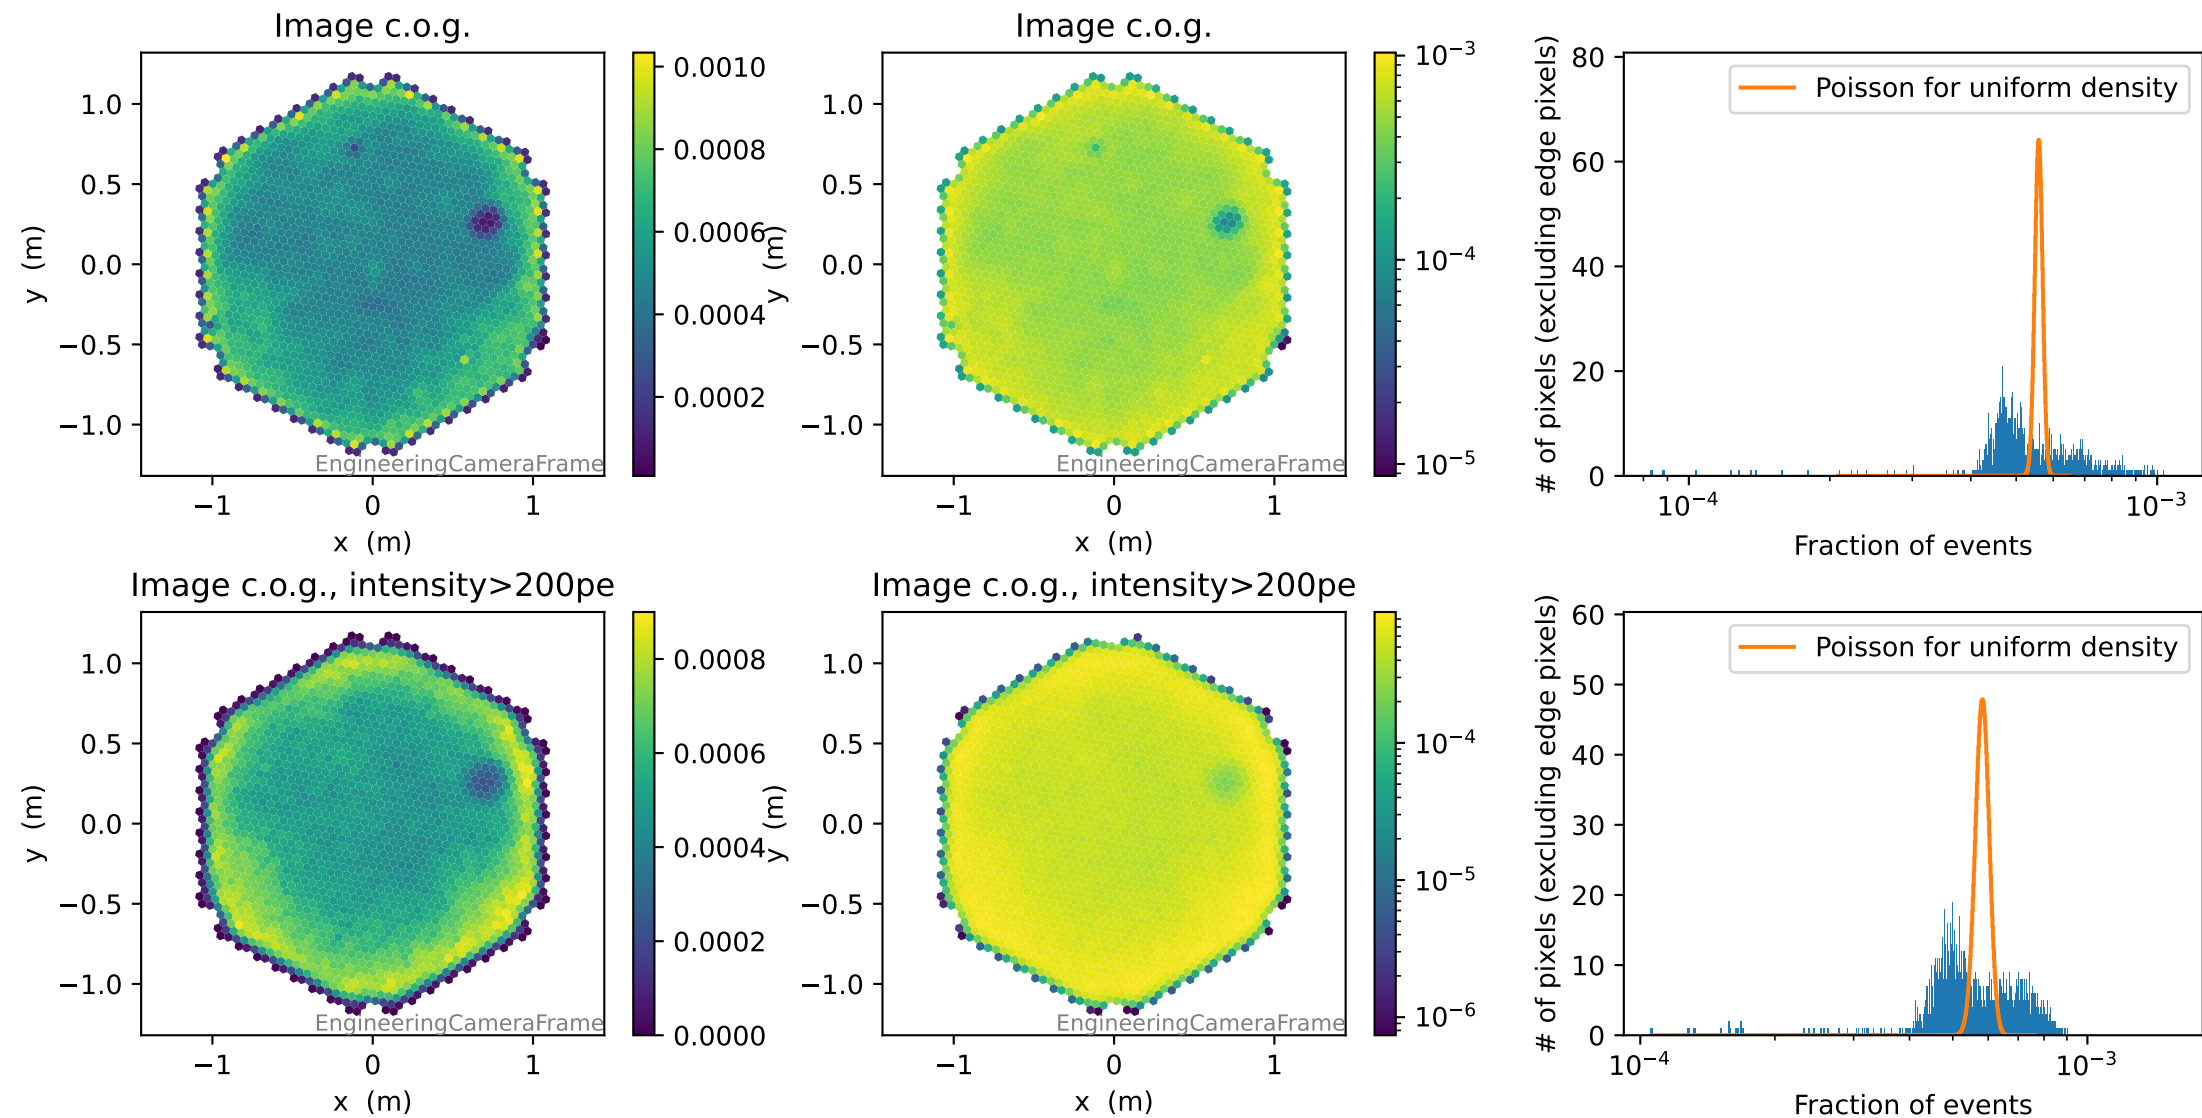 Image c.o.g.
1.0
0.5
0.0
−0.5
−1.0
y (m)
−1
0
1
x (m)
EngineeringCameraFrame
0.0010
0.0008
0.0006
0.0004
0.0002
Image c.o.g.
1.0
0.5
0.0
−0.5
−1.0
y (m)
−1
0
1
x (m)
EngineeringCameraFrame
10⁻³
10⁻⁴
10⁻⁵
# of pixels (excluding edge pixels)
80
60
40
20
0
Poisson for uniform density
10⁻⁴
10⁻³
Fraction of events
Image c.o.g., intensity>200pe
1.0
0.5
0.0
−0.5
−1.0
y (m)
−1
0
1
x (m)
EngineeringCameraFrame
0.0008
0.0006
0.0004
0.0002
0.0000
Image c.o.g., intensity>200pe
1.0
0.5
0.0
−0.5
−1.0
y (m)
−1
0
1
x (m)
EngineeringCameraFrame
10⁻⁴
10⁻⁵
10⁻⁶
# of pixels (excluding edge pixels)
60
50
40
30
20
10
0
Poisson for uniform density
10⁻⁴
10⁻³
Fraction of events